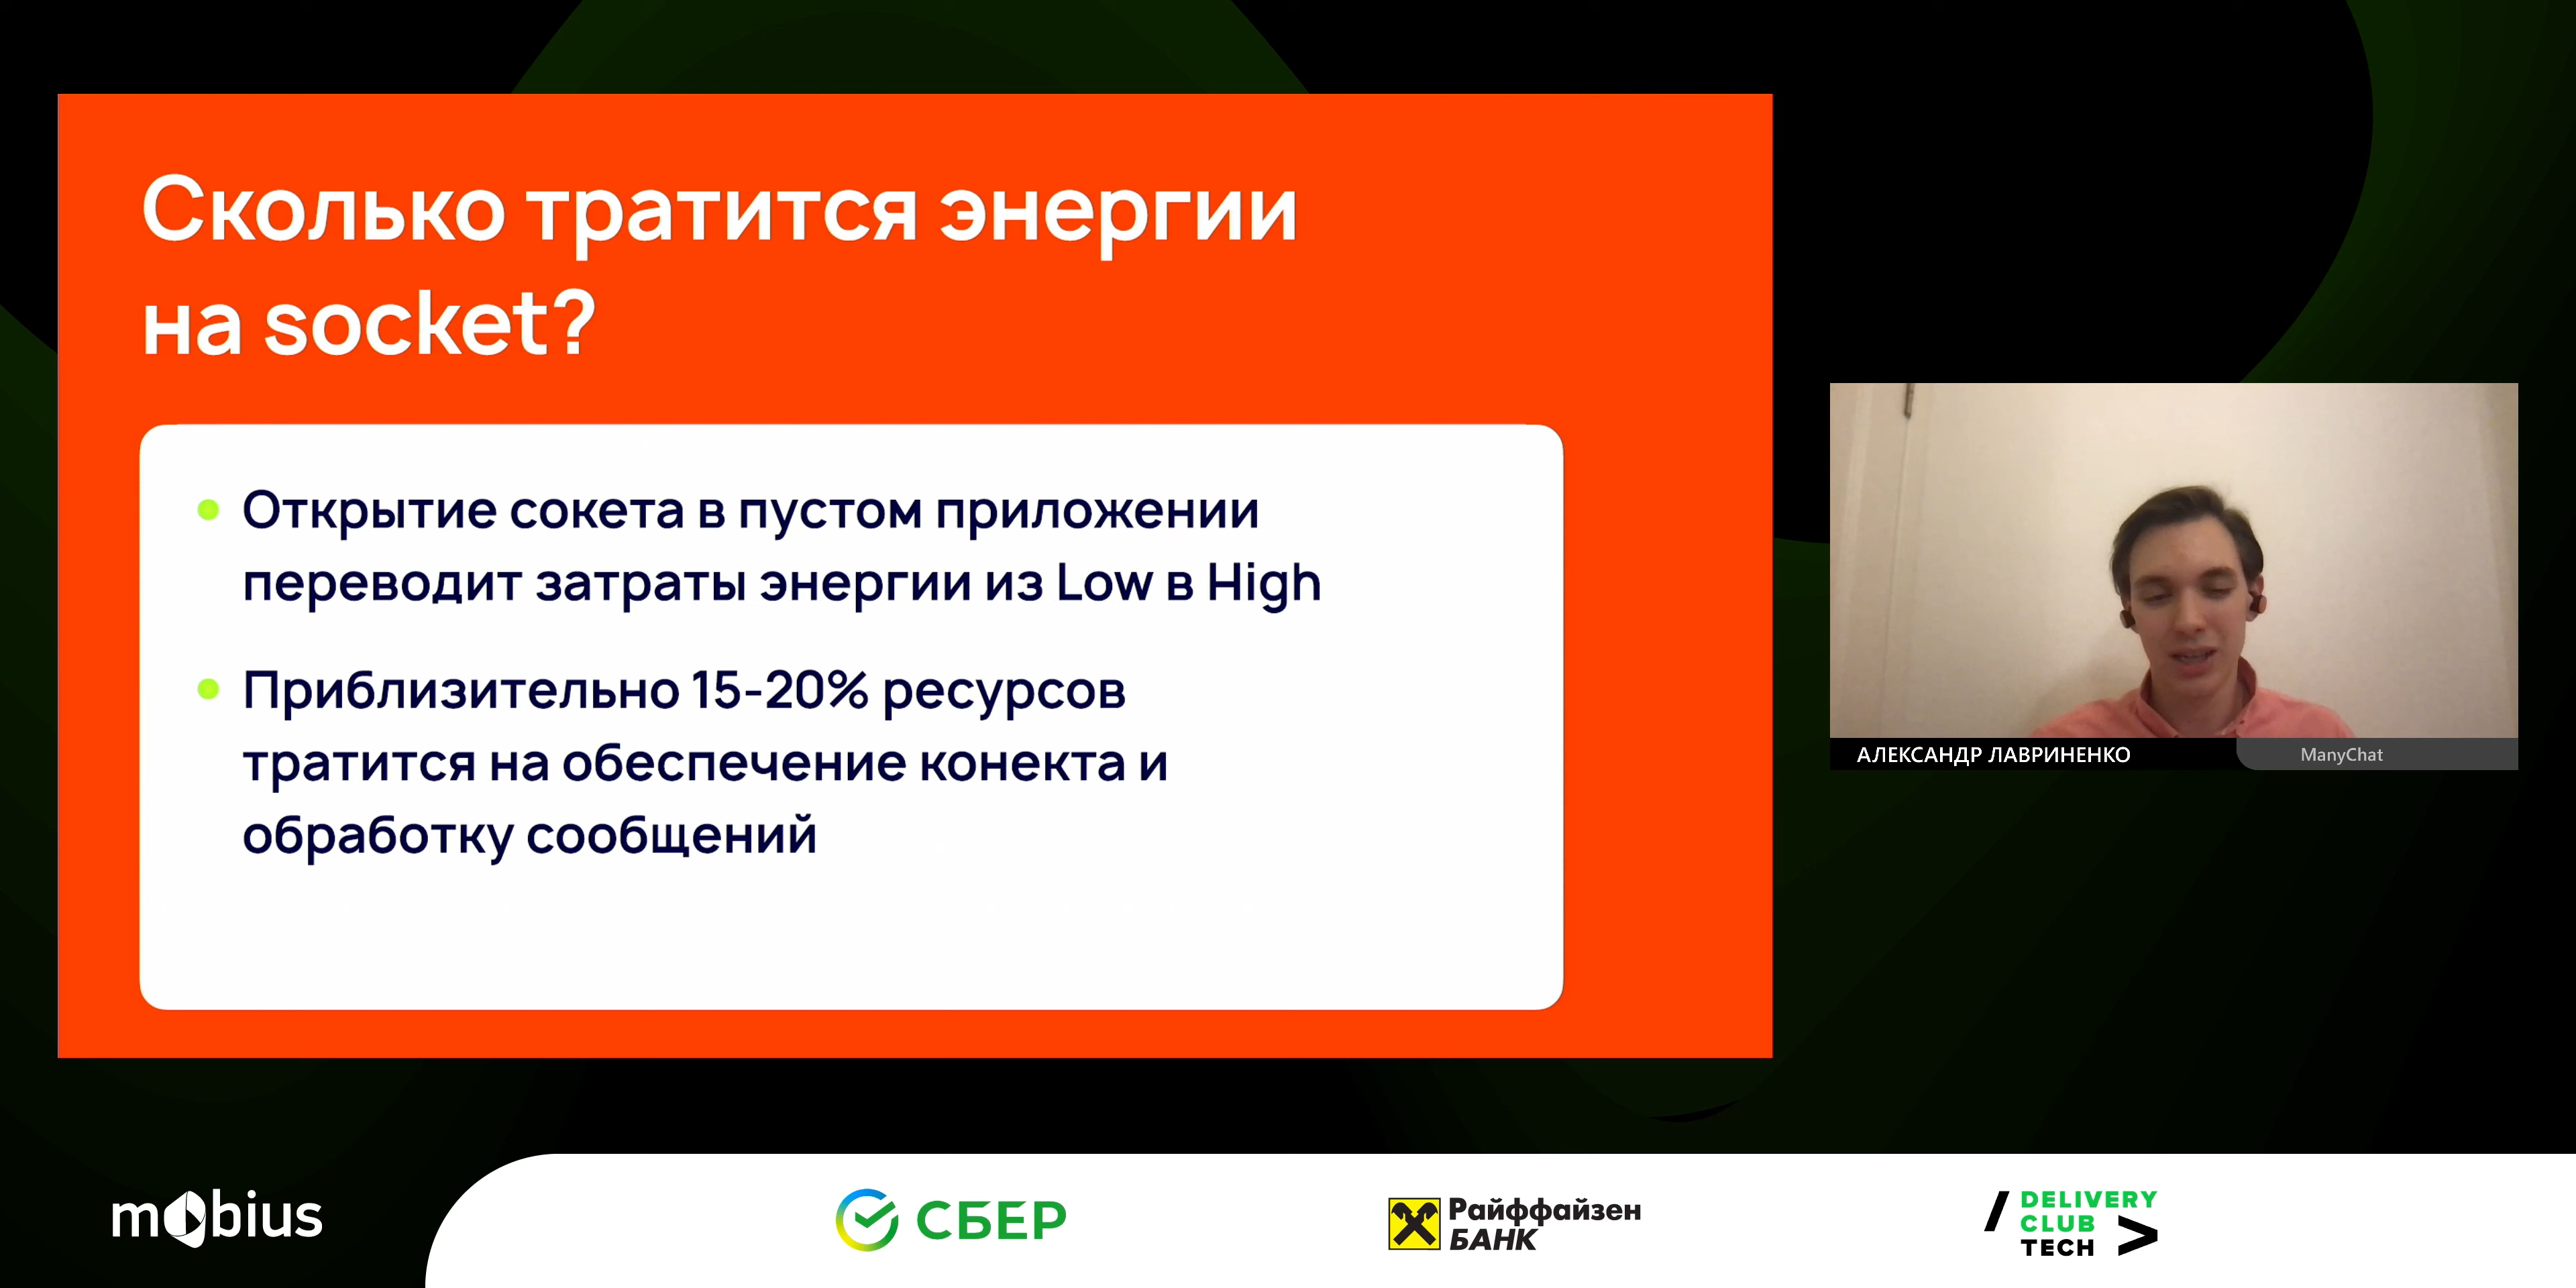 Сколько тратится энергии
на socket?
Открытие сокета в пустом приложении
переводит затраты энергии из Low в High
Приблизительно 15-20% ресурсов
тратится на обеспечение конекта и
обработку сообщений
АЛЕКСАНДР ЛАВРИНЕНКО
ManyChat
mobius
СБЕР
Райффайзен
БАНК
DELIVERY
CLUB
TECH